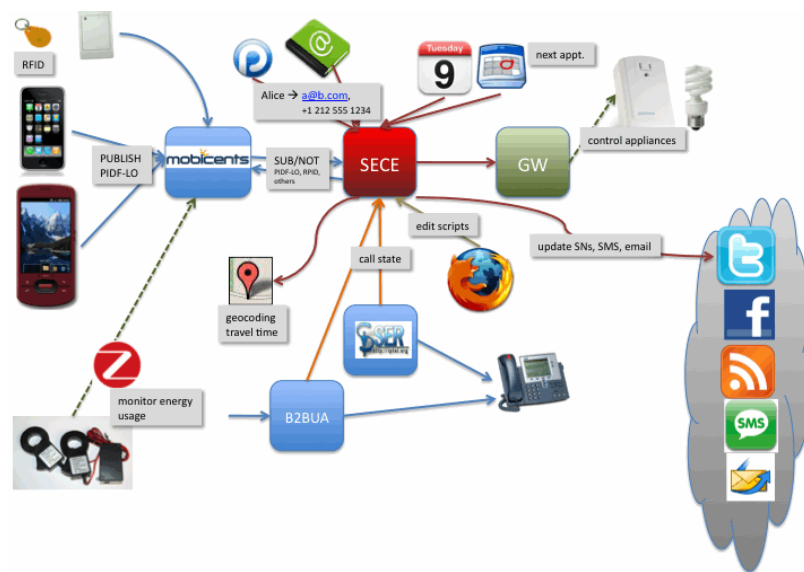 RFID
Tuesday
9
next appt.
Alice → a@b.com,
+1 212 555 1234
control appliances
PUBLISH
PIDF-LO
mobicents
SUB/NOT
PIDF-LO, RPID,
others
SECE
GW
edit scripts
update SNs, SMS, email
call state
geocoding
travel time
SER
monitor energy
usage
B2BUA
SMS